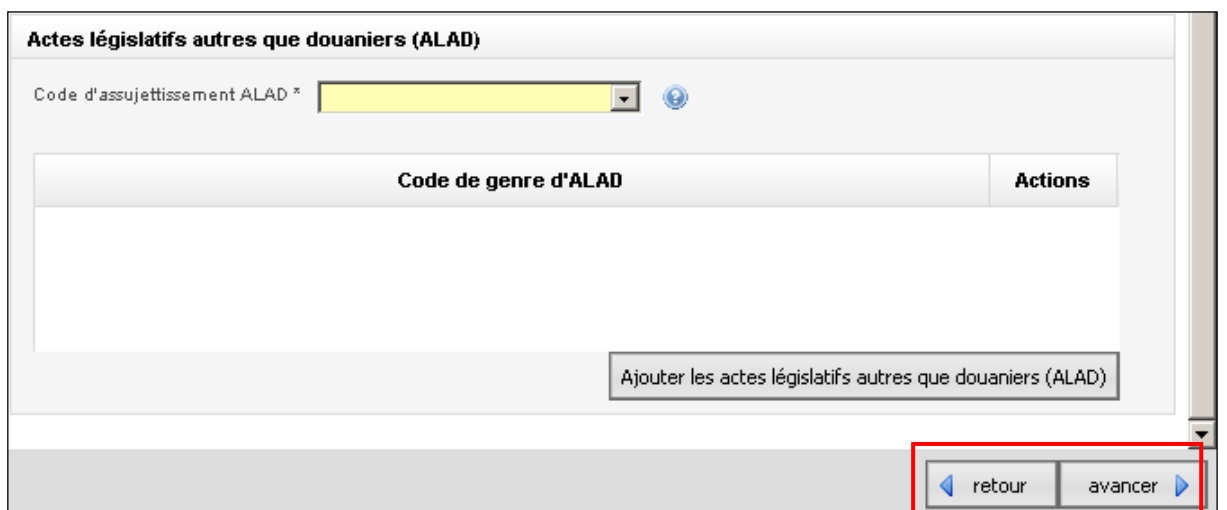 Actes législatifs autres que douaniers (ALAD)
Code d'assujettissement ALAD *
Code de genre d'ALAD Actions
Ajouter les actes législatifs autres que douaniers (ALAD)
retour avancer